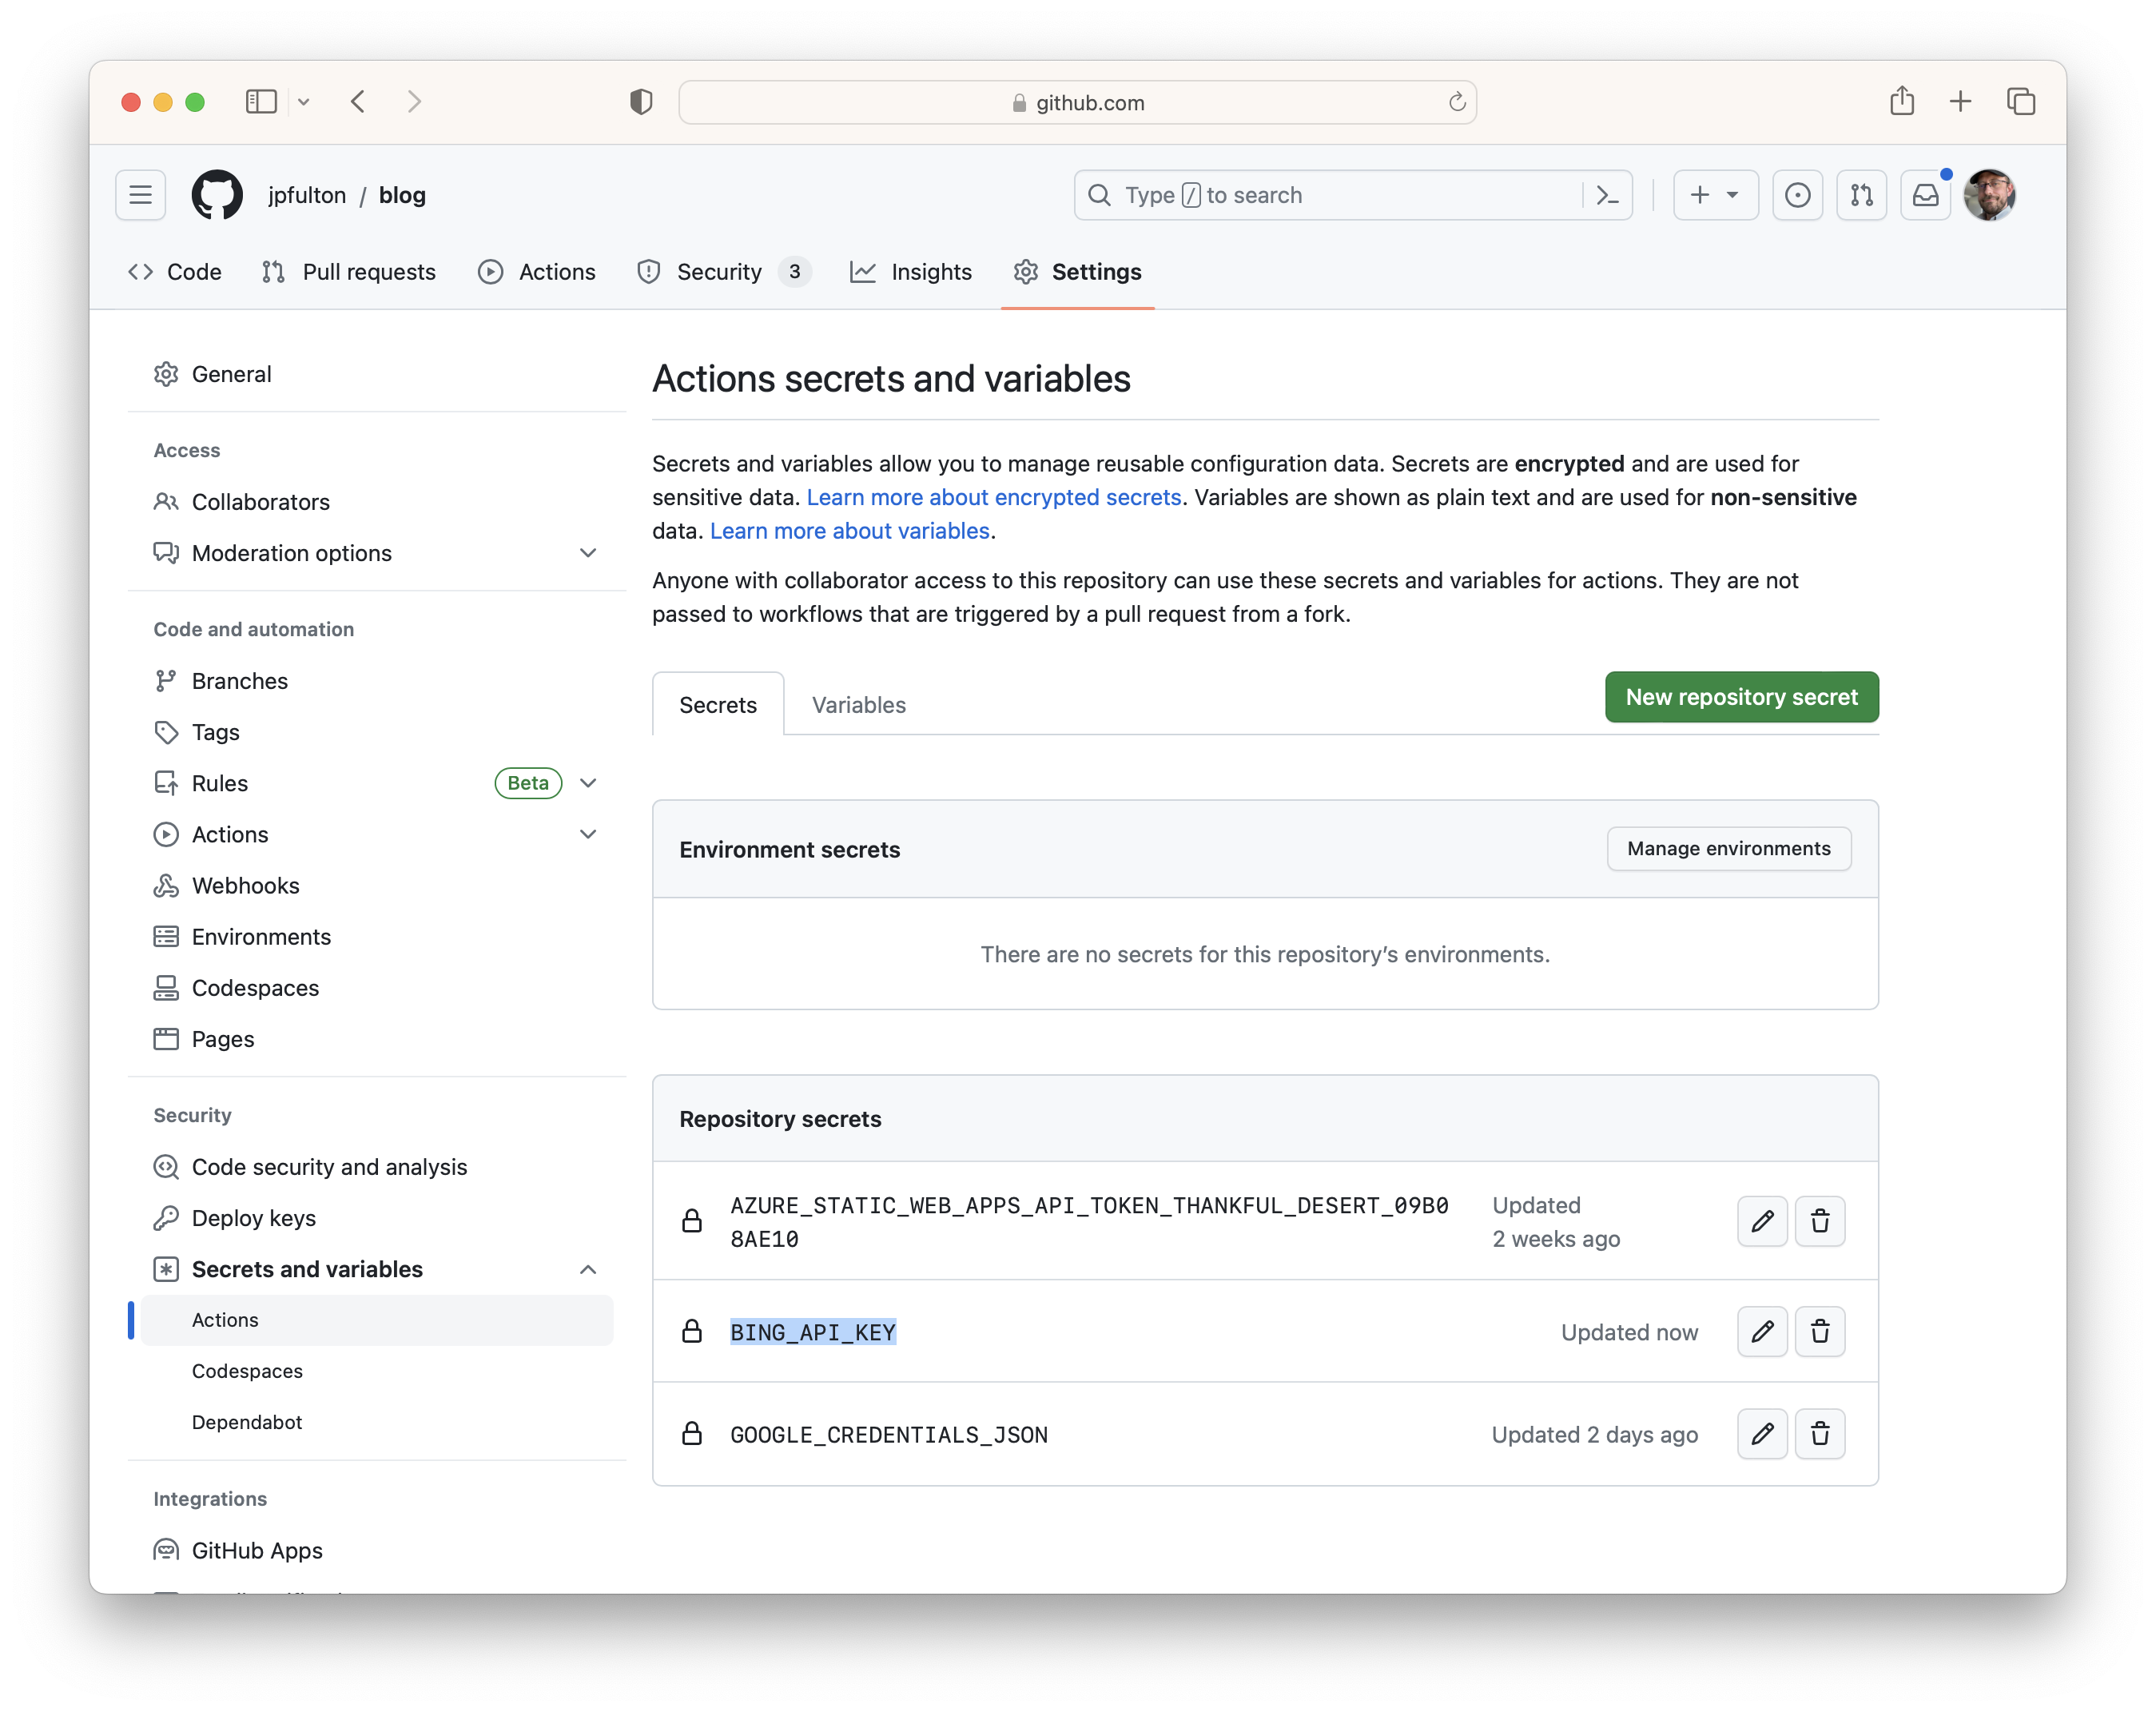 github.com
jpfulton / blog
Type / to search
Code
Pull requests
Actions
Security 3
Insights
Settings
General
Access
Collaborators
Moderation options
Code and automation
Branches
Tags
Rules Beta
Actions
Webhooks
Environments
Codespaces
Pages
Security
Code security and analysis
Deploy keys
Secrets and variables
Actions
Codespaces
Dependabot
Integrations
GitHub Apps
Actions secrets and variables
Secrets and variables allow you to manage reusable configuration data. Secrets are encrypted and are used for
sensitive data. Learn more about encrypted secrets. Variables are shown as plain text and are used for non-sensitive
data. Learn more about variables.
Anyone with collaborator access to this repository can use these secrets and variables for actions. They are not
passed to workflows that are triggered by a pull request from a fork.
Secrets
Variables
New repository secret
Environment secrets
Manage environments
There are no secrets for this repository’s environments.
Repository secrets
AZURE_STATIC_WEB_APPS_API_TOKEN_THANKFUL_DESERT_09B0
8AE10
Updated
2 weeks ago
BING_API_KEY
Updated now
GOOGLE_CREDENTIALS_JSON
Updated 2 days ago